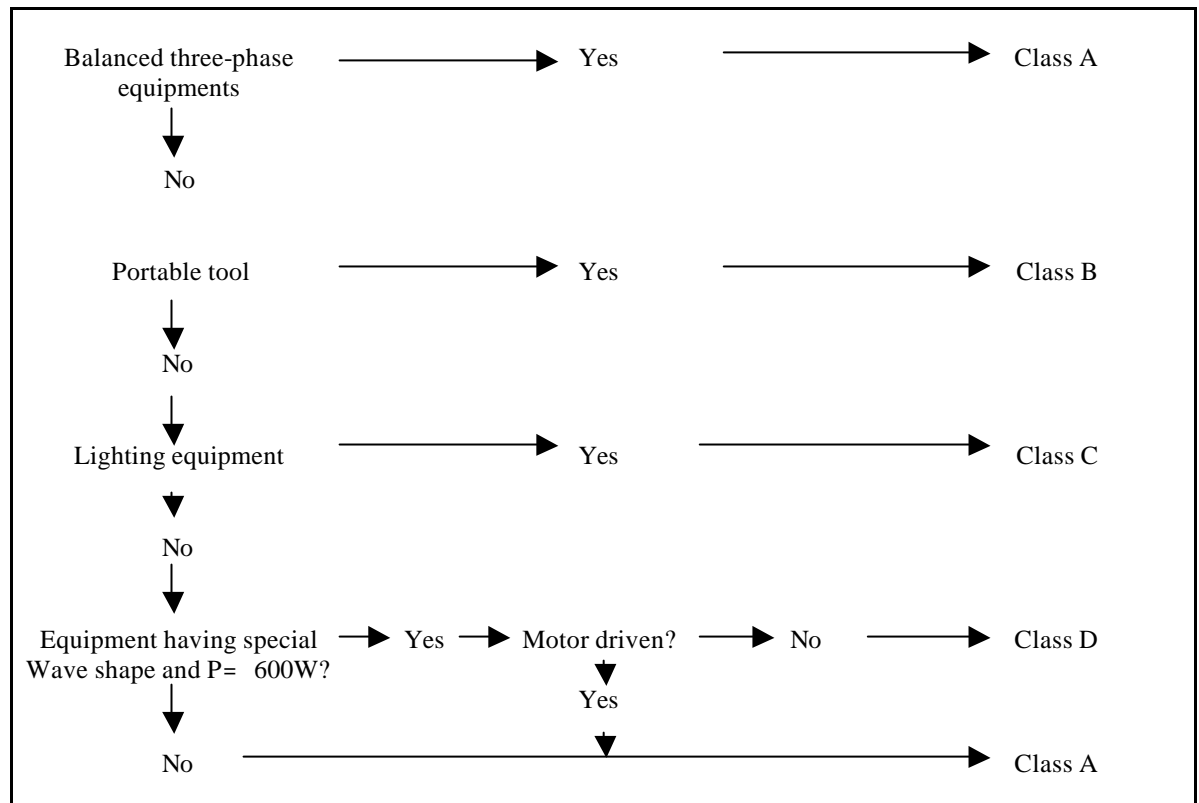 Balanced three-phase
equipments
Yes
Class A
No
Portable tool
Yes
Class B
No
Lighting equipment
Yes
Class C
No
Equipment having special
Wave shape and P= 600W?
Yes
Motor driven?
No
Class D
Yes
No
Class A